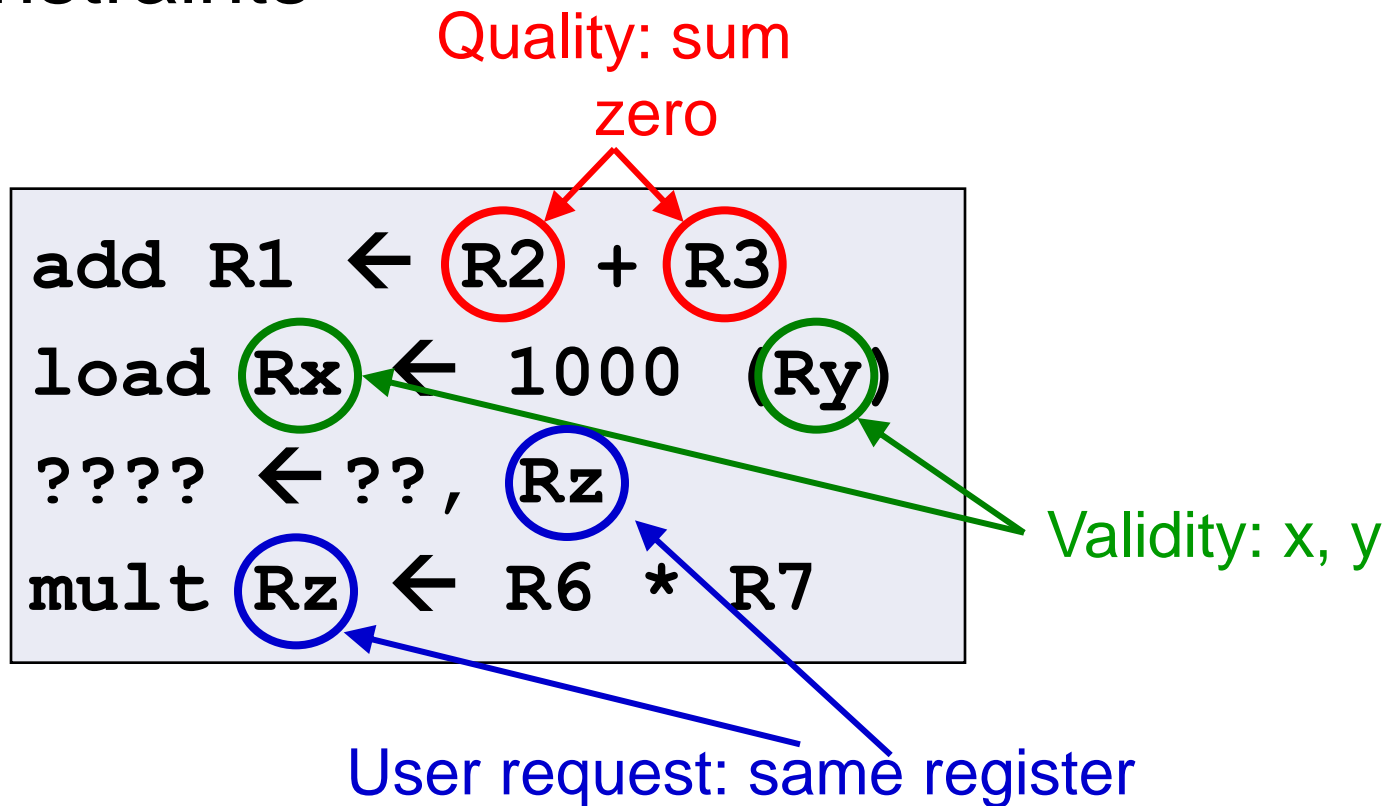 Quality: sum
zero
add R1 ← R2 + R3
load Rx ← 1000 (Ry)
???? ← ??, Rz
mult Rz ← R6 * R7
Validity: x, y
User request: same register